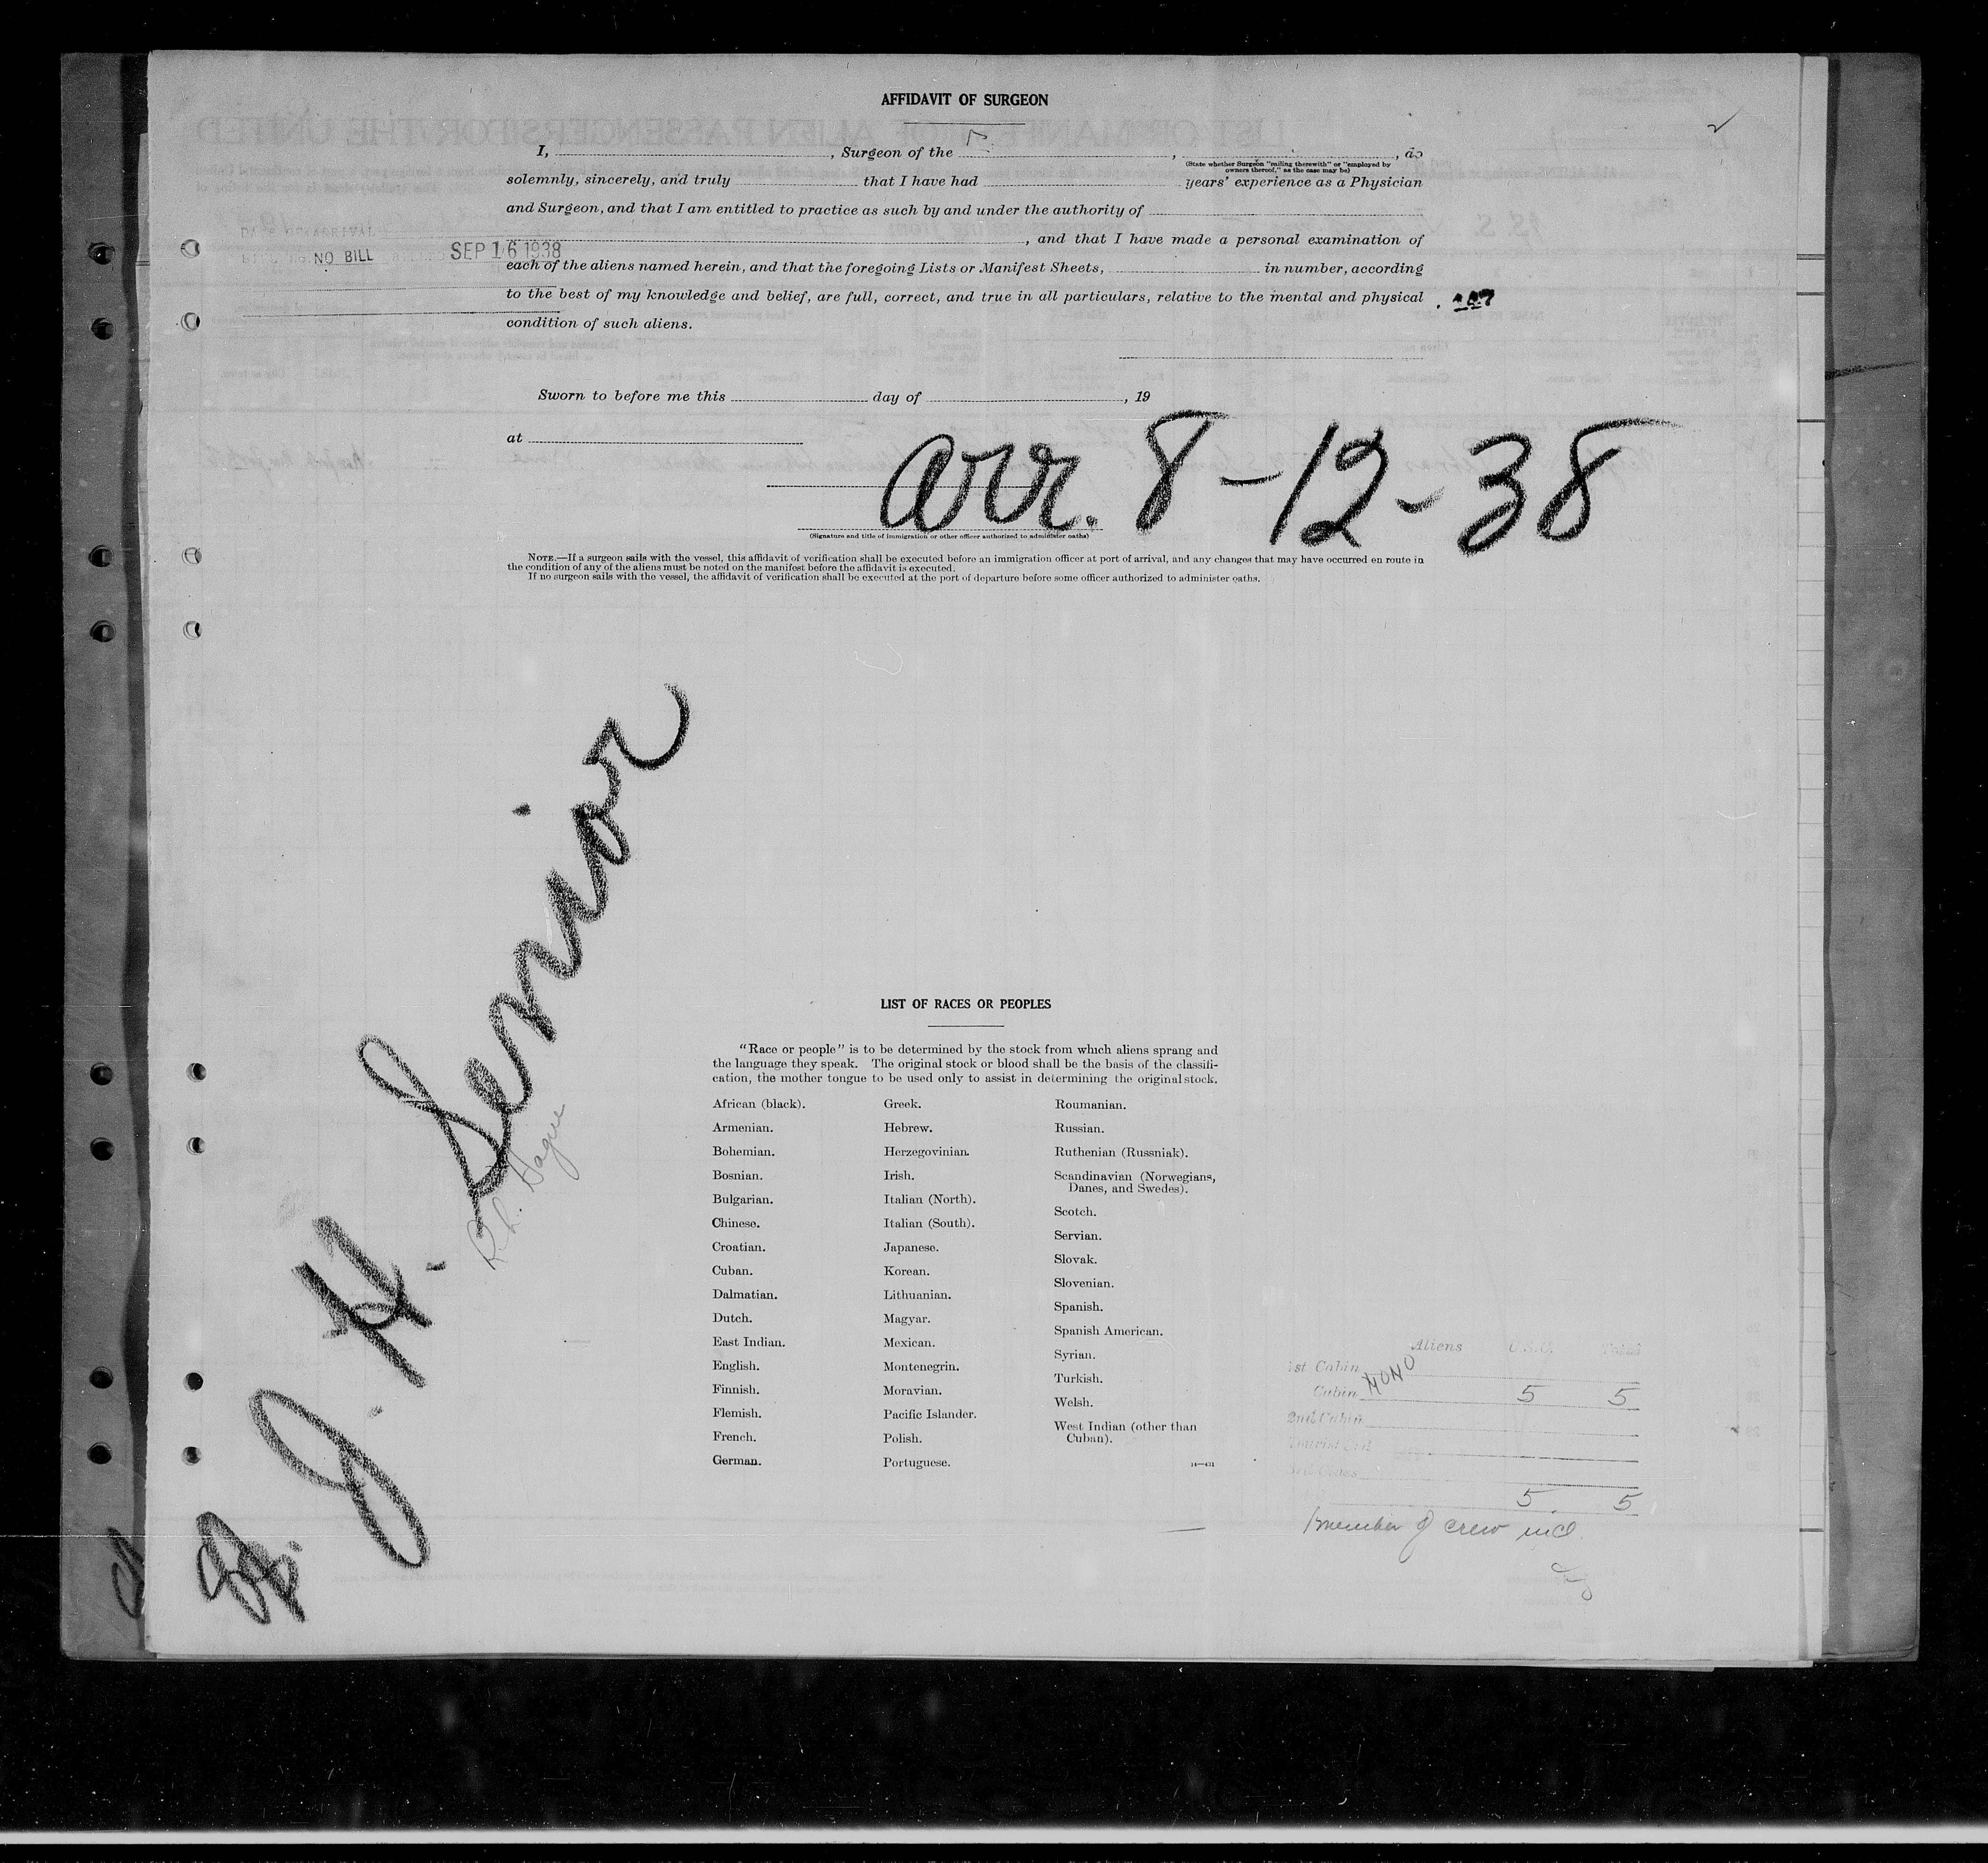 AFFIDAVIT OF SURGEON
I, , Surgeon of the , , do
(State whether Surgeon "sailing therewith" or "employed by
owners thereof," as the case may be)
solemnly, sincerely, and truly that I have had years' experience as a Physician
and Surgeon, and that I am entitled to practice as such by and under the authority of
, and that I have made a personal examination of
DATE OF ARRIVAL
NO BILL SEP 16 1938
each of the aliens named herein, and that the foregoing Lists or Manifest Sheets, in number, according
to the best of my knowledge and belief, are full, correct, and true in all particulars, relative to the mental and physical
condition of such aliens.
Sworn to before me this day of , 19
at
arr. 8-12-38
(Signature and title of immigration or other officer authorized to administer oaths)
NOTE.—If a surgeon sails with the vessel, this affidavit of verification shall be executed before an immigration officer at port of arrival, and any changes that may have occurred en route in
the condition of any of the aliens must be noted on the manifest before the affidavit is executed.
If no surgeon sails with the vessel, the affidavit of verification shall be executed at the port of departure before some officer authorized to administer oaths.
J. H. Senior
R. L. Hague
LIST OF RACES OR PEOPLES
"Race or people" is to be determined by the stock from which aliens sprang and
the language they speak. The original stock or blood shall be the basis of the classifi-
cation, the mother tongue to be used only to assist in determining the original stock.
African (black).
Armenian.
Bohemian.
Bosnian.
Bulgarian.
Chinese.
Croatian.
Cuban.
Dalmatian.
Dutch.
East Indian.
English.
Finnish.
Flemish.
French.
German.
Greek.
Hebrew.
Herzegovinian.
Irish.
Italian (North).
Italian (South).
Japanese.
Korean.
Lithuanian.
Magyar.
Mexican.
Montenegrin.
Moravian.
Pacific Islander.
Polish.
Portuguese.
Roumanian.
Russian.
Ruthenian (Russniak).
Scandinavian (Norwegians,
Danes, and Swedes).
Scotch.
Servian.
Slovak.
Slovenian.
Spanish.
Spanish American.
Syrian.
Turkish.
Welsh.
West Indian (other than
Cuban).
14—431
Aliens U.S.C. Total
1st Cabin
Cabin 5 5
2nd Cabin
Tourist 3rd
3rd Class
5 5
1 member of crew incl.